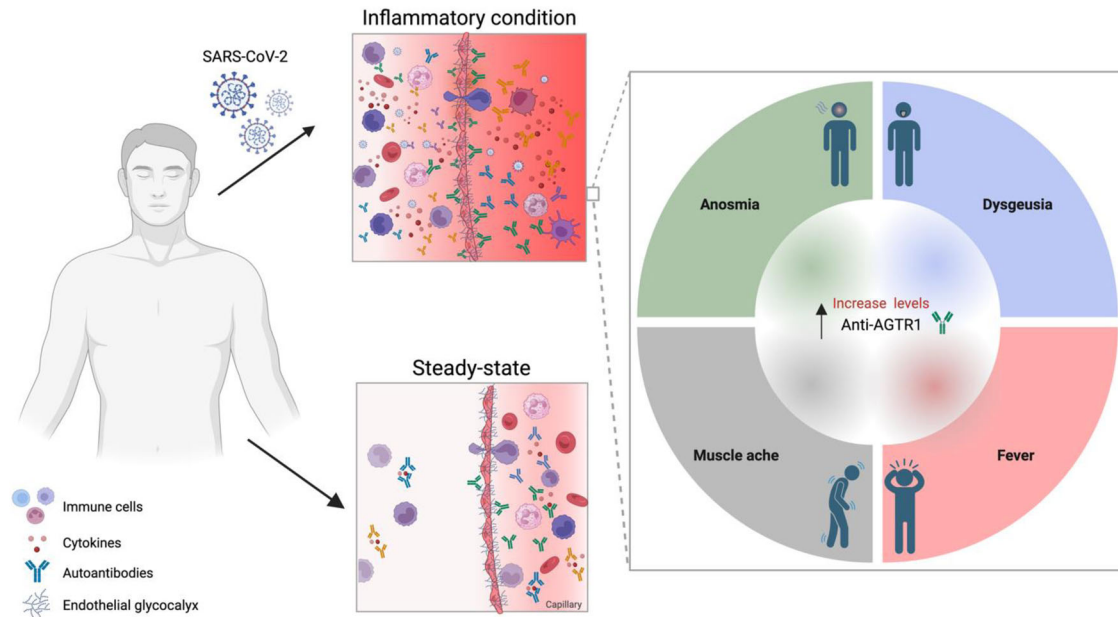 Inflammatory condition
SARS-CoV-2
Anosmia
Dysgeusia
Increase levels
Anti-AGTR1
Muscle ache
Fever
Steady-state
Capillary
Immune cells
Cytokines
Autoantibodies
Endothelial glycocalyx